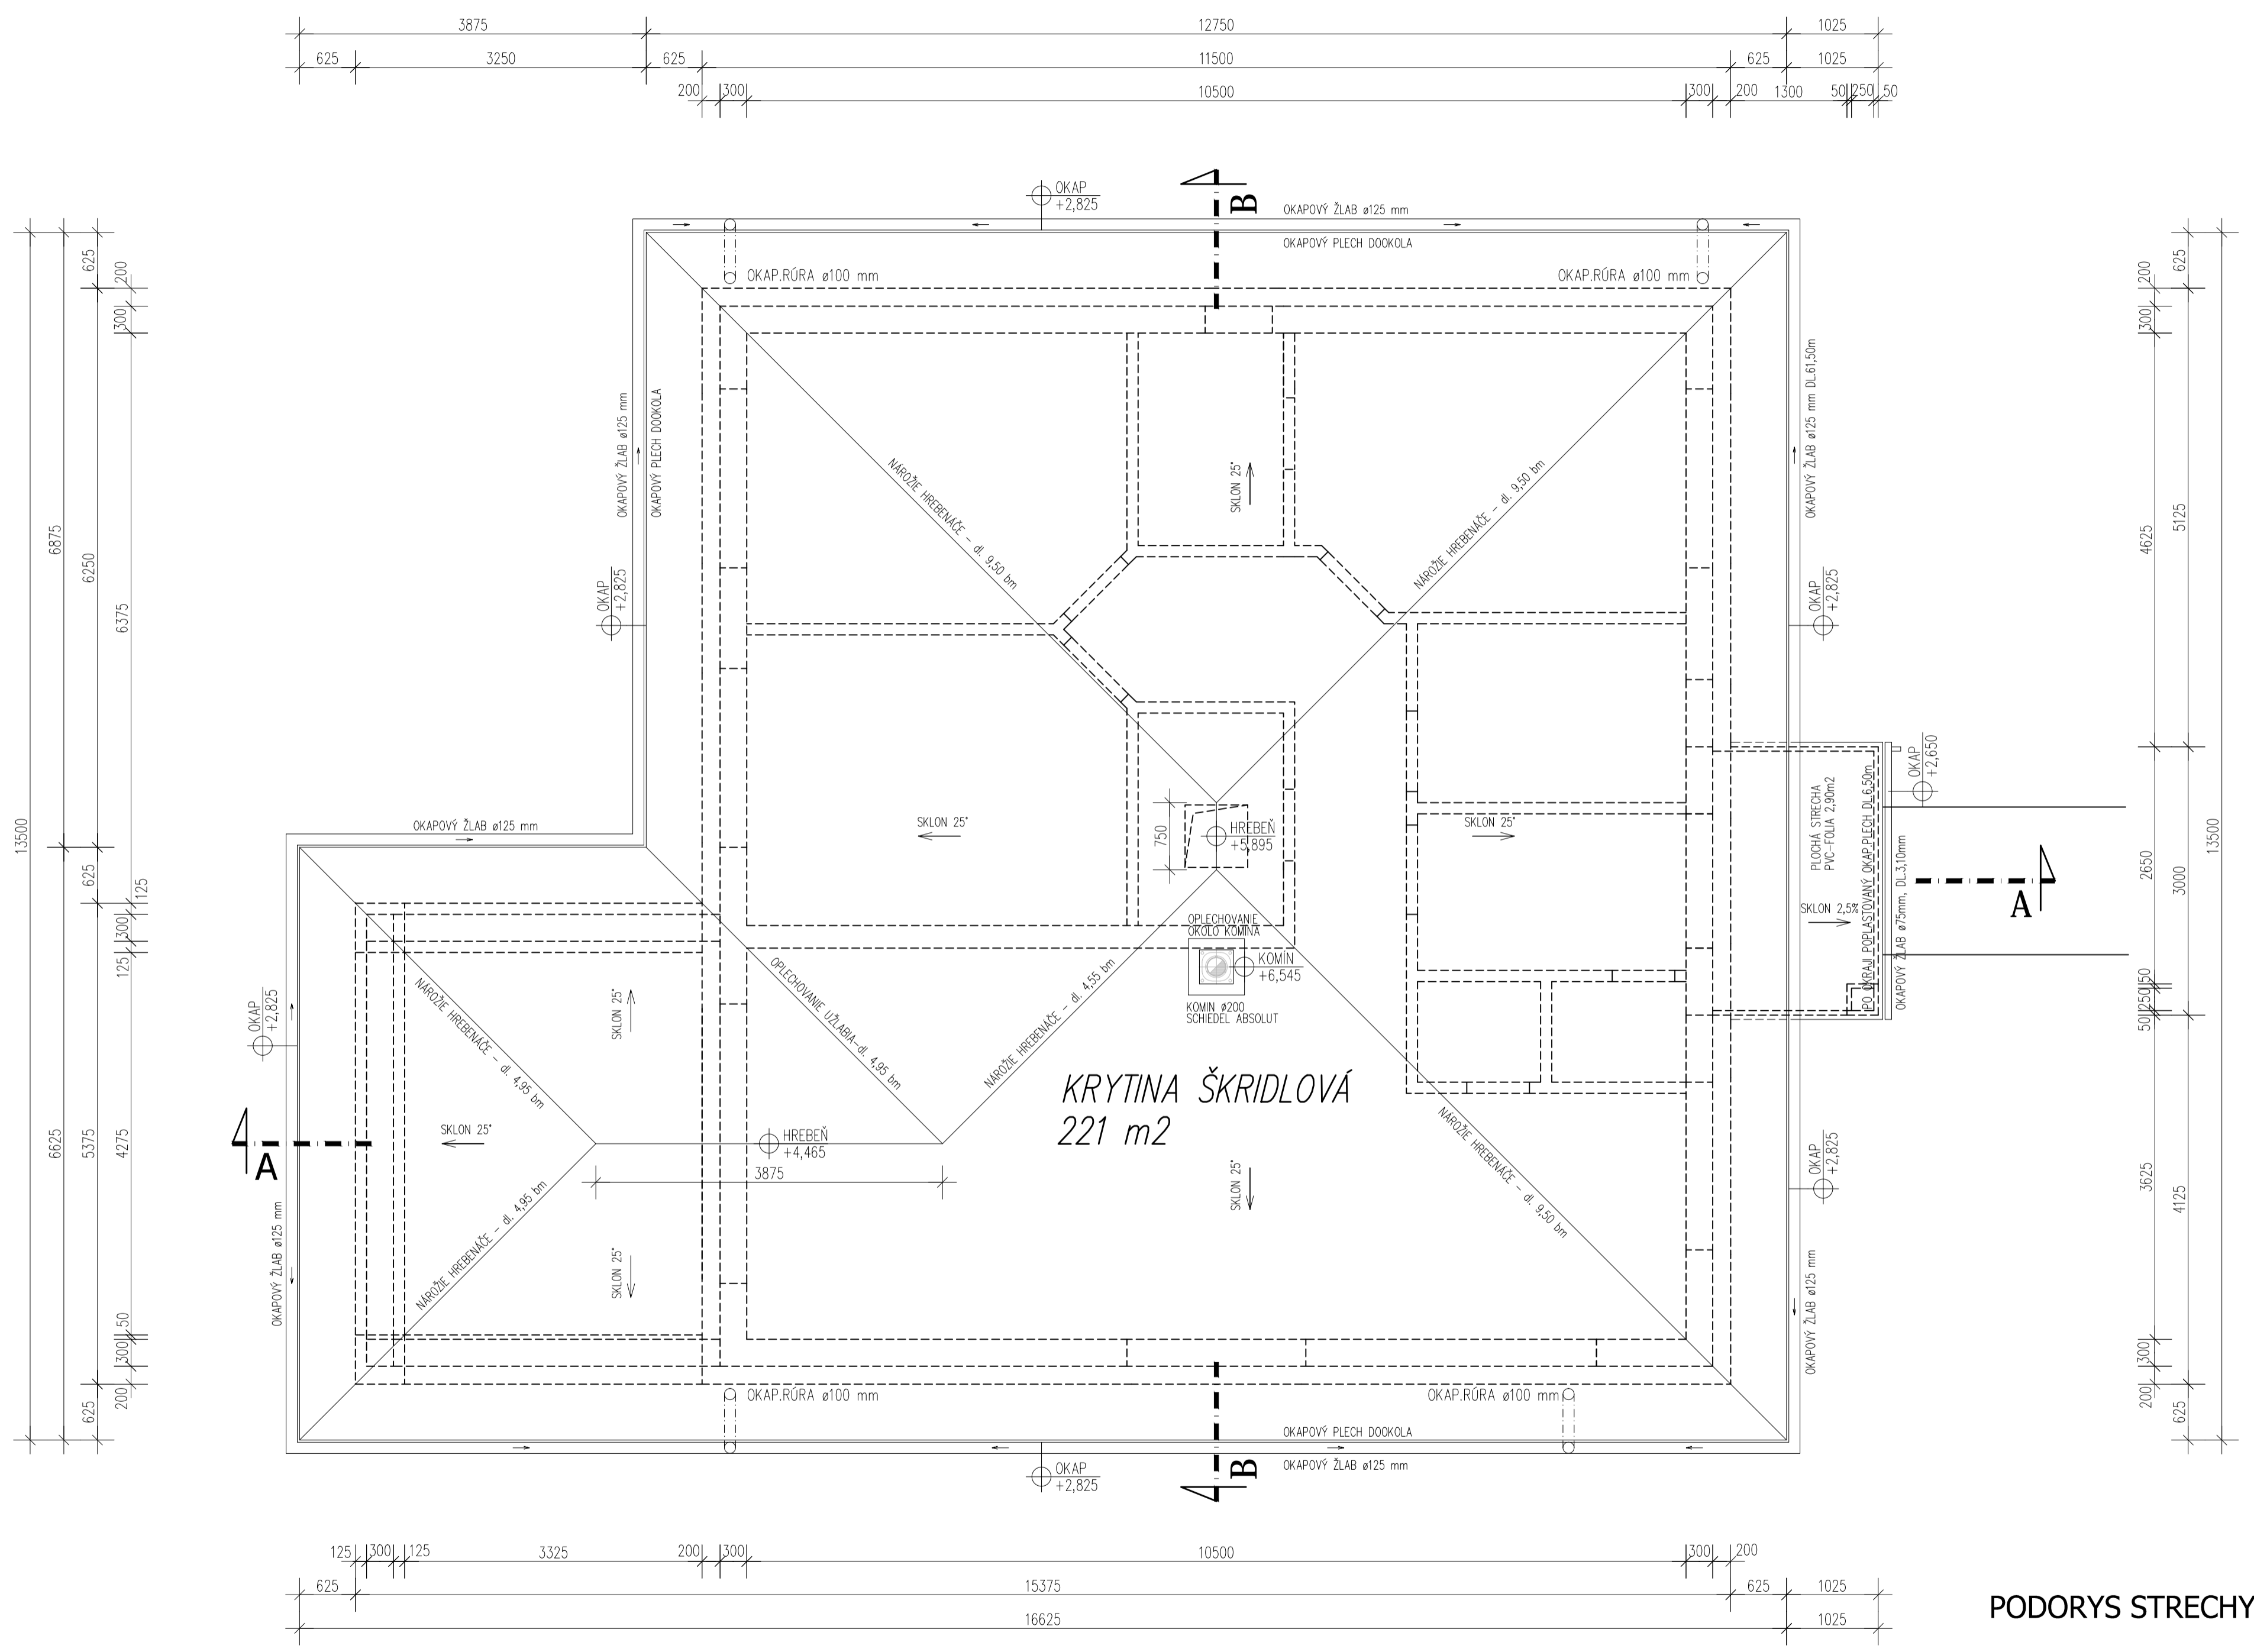 3875 12750 1025
625 3250 625 11500 625 1025
200 300 10500 300 200 1300 50 250 50
OKAP
+2,825
B
OKAPOVÝ ŽLAB ø125 mm
OKAPOVÝ PLECH DOOKOLA
OKAP.RÚRA ø100 mm
OKAP.RÚRA ø100 mm
13500
6875
6625
625
6250
625
5375
625
200
300
6375
125
300
125
4275
50
300
200
OKAPOVÝ ŽLAB ø125 mm
OKAPOVÝ PLECH DOOKOLA
NÁROŽIE HREBENÁČE - dl. 9,50 bm
SKLON 25°
NÁROŽIE HREBENÁČE - dl. 9,50 bm
OKAPOVÝ ŽLAB ø125 mm DL.61,50m
OKAP
+2,825
OKAP
+2,825
OKAPOVÝ ŽLAB ø125 mm
SKLON 25°
750
HREBEŇ
+5,895
SKLON 25°
PLOCHÁ STRECHA
PVC-FOLIA 2,90m2
SKLON 2,5%
PO OKRAJI POPLASTOVANÝ OKAP.PLECH DL.6,50m
OKAPOVÝ ŽLAB ø75mm, DL.3,10mm
OKAP
+2,650
A
OPLECHOVANIE
OKOLO KOMÍNA
KOMÍN
+6,545
KOMIN ø200
SCHIEDEL ABSOLUT
OKAP
+2,825
NÁROŽIE HREBENÁČE - dl. 4,95 bm
SKLON 25°
OPLECHOVANIE UŽLABIA-dl. 4,95 bm
NÁROŽIE HREBENÁČE - dl. 4,55 bm
KRYTINA ŠKRIDLOVÁ
221 m2
A
SKLON 25°
HREBEŇ
+4,465
3875
NÁROŽIE HREBENÁČE - dl. 4,95 bm
SKLON 25°
SKLON 25°
NÁROŽIE HREBENÁČE - dl. 9,50 bm
OKAP
+2,825
OKAPOVÝ ŽLAB ø125 mm
OKAPOVÝ ŽLAB ø125 mm
OKAP.RÚRA ø100 mm
OKAP.RÚRA ø100 mm
OKAPOVÝ PLECH DOOKOLA
OKAPOVÝ ŽLAB ø125 mm
OKAP
+2,825
B
200
300
4625
2650
50
250
50
3625
300
200
625
5125
3000
4125
625
13500
125 300 125 3325 200 300 10500 300 200
625 15375 625 1025
16625 1025
PODORYS STRECHY